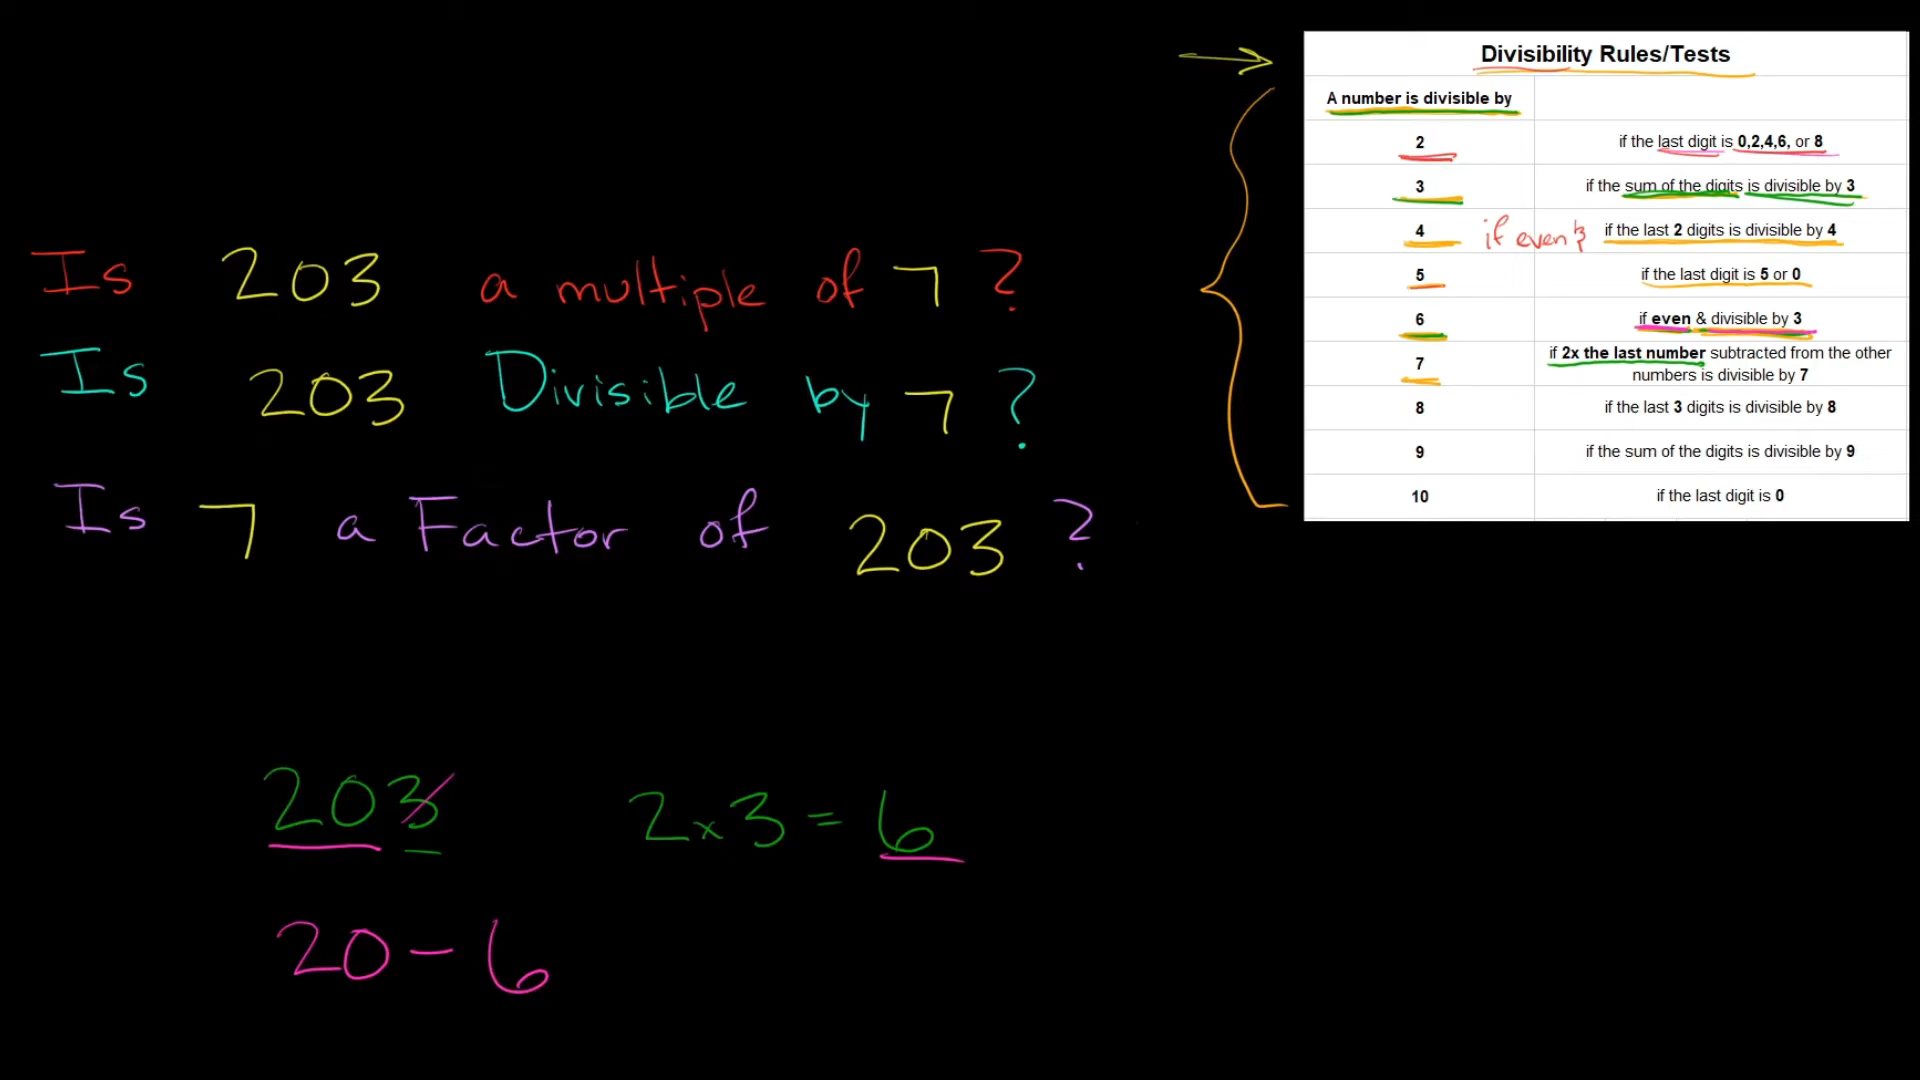 Is 203 a multiple of 7?
Is 203 Divisible by 7?
Is 7 a Factor of 203?
203 2x3=6
20-6
Divisibility Rules/Tests
A number is divisible by
2 if the last digit is 0,2,4,6, or 8
3 if the sum of the digits is divisible by 3
4 if even & if the last 2 digits is divisible by 4
5 if the last digit is 5 or 0
6 if even & divisible by 3
7 if 2x the last number subtracted from the other
numbers is divisible by 7
8 if the last 3 digits is divisible by 8
9 if the sum of the digits is divisible by 9
10 if the last digit is 0